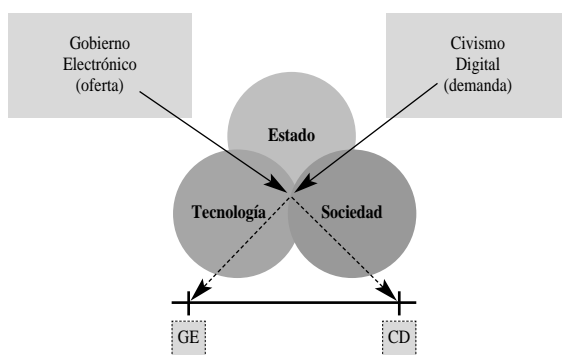 Gobierno
Electrónico
(oferta)
Civismo
Digital
(demanda)
Estado
Tecnología
Sociedad
GE
CD